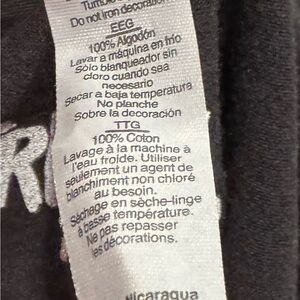 Tumble
Do not iron decoration
EEG
100% Algodón
Lavar a máquina en frío
Solo blanqueador sin
cloro cuando sea
necesario
Secar a baja temperatura
No planche
Sobre la decoración
TTG
100% Coton
Lavage à la machine à
l'eau froide. Utiliser
seulement un agent de
blanchiment non chloré
au besoin.
Séchage en sèche-linge
à basse température.
Ne pas repasser
les décorations.
Nicaragua